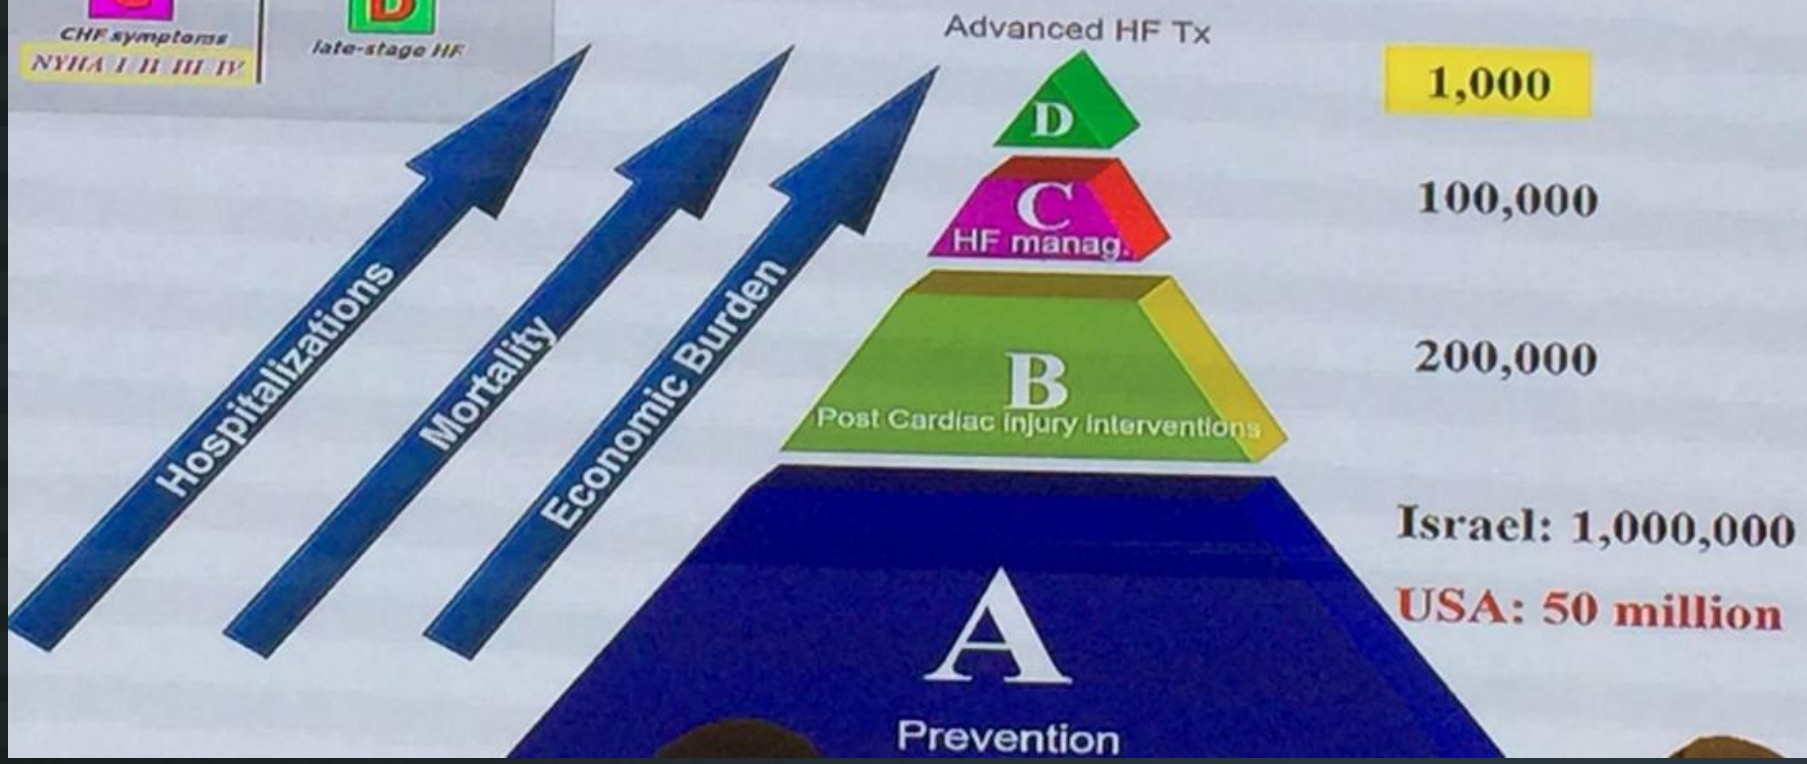 CHF symptoms
NYHA I II III IV
D
late-stage HF
Advanced HF Tx
D
1,000
C
HF manag.
100,000
B
Post Cardiac injury interventions
200,000
Hospitalizations
Mortality
Economic Burden
Israel: 1,000,000
USA: 50 million
A
Prevention